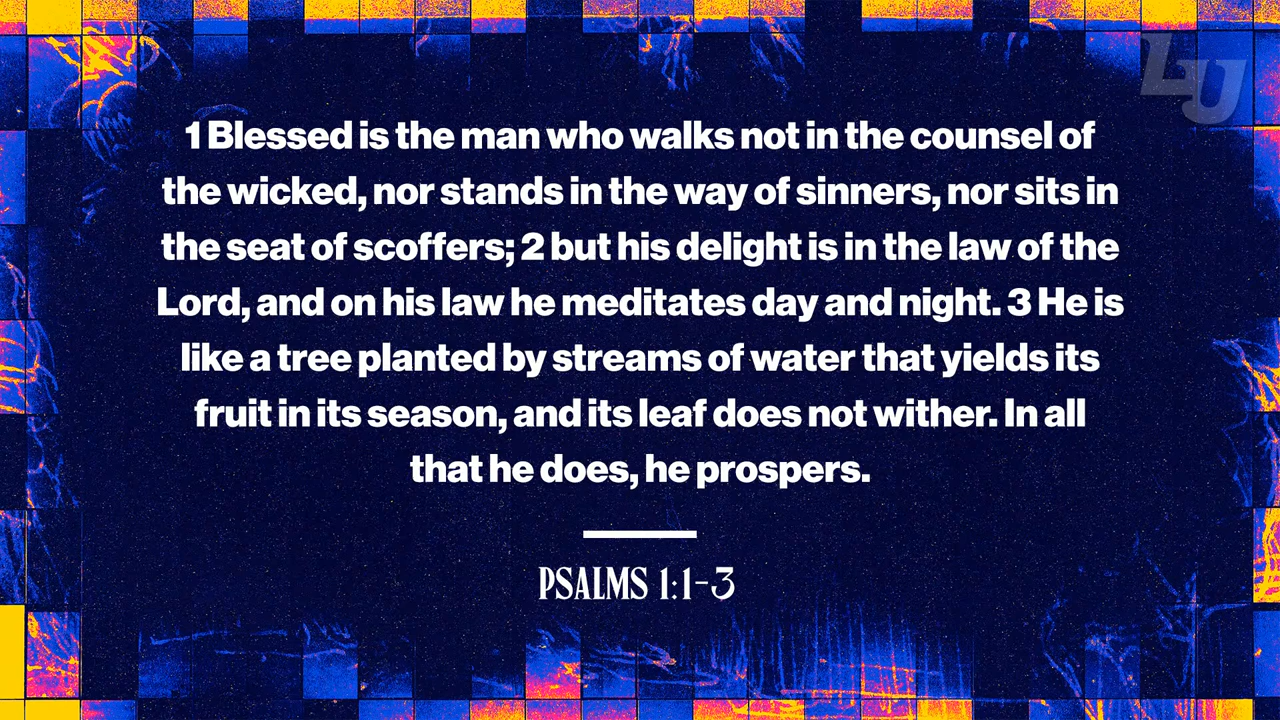 LU
1 Blessed is the man who walks not in the counsel of
the wicked, nor stands in the way of sinners, nor sits in
the seat of scoffers; 2 but his delight is in the law of the
Lord, and on his law he meditates day and night. 3 He is
like a tree planted by streams of water that yields its
fruit in its season, and its leaf does not wither. In all
that he does, he prospers.
PSALMS 1:1-3